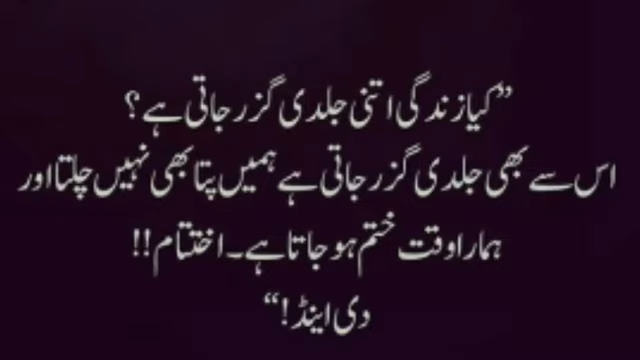 ”کیا زندگی اتنی جلدی گزر جاتی ہے؟
اس سے بھی جلدی گزر جاتی ہے ہمیں پتا بھی نہیں چلتا اور
ہمارا وقت ختم ہو جاتا ہے۔ اختتام!!
دی اینڈ!“